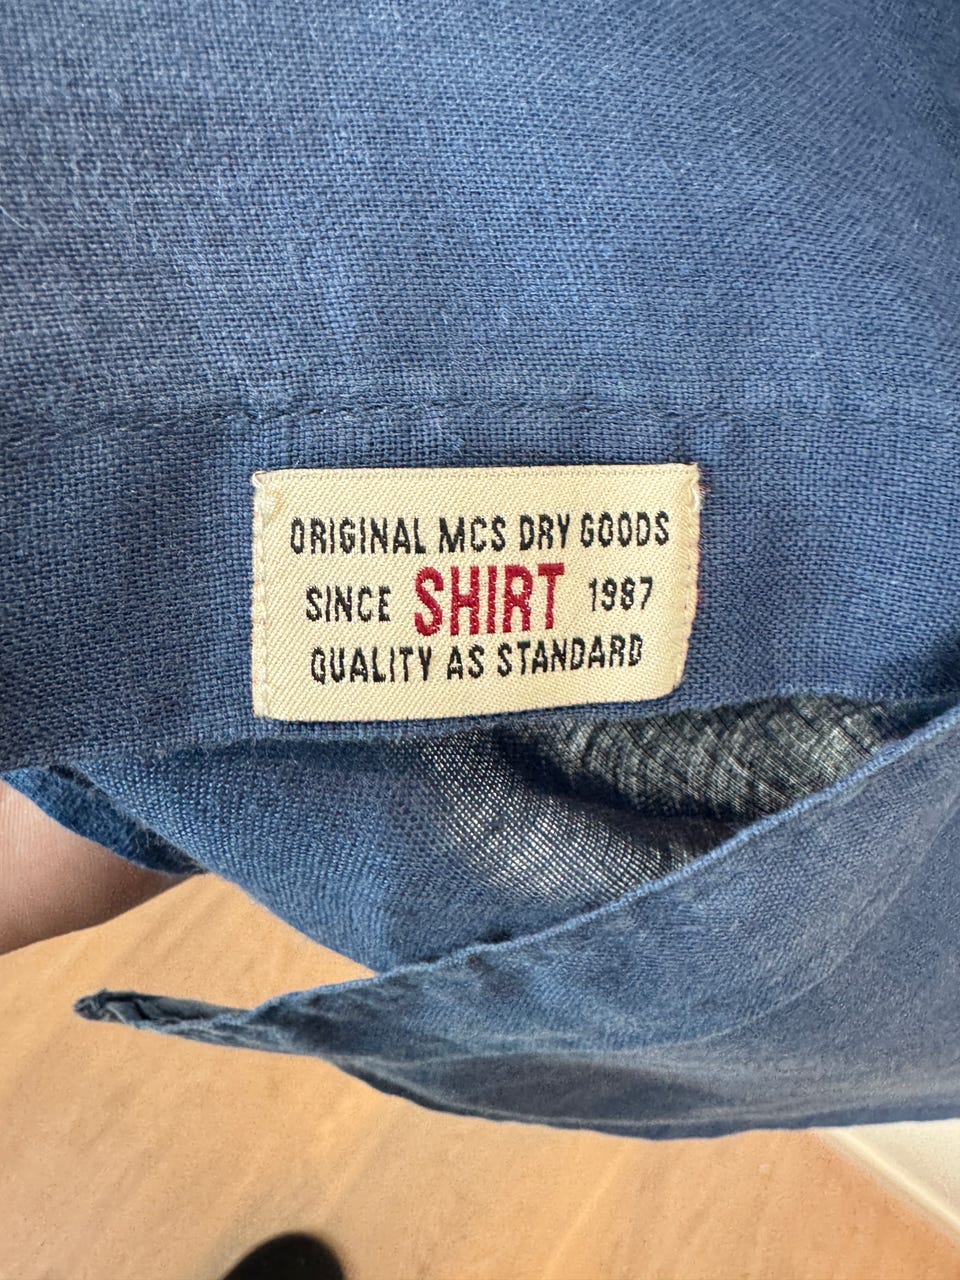 ORIGINAL MCS DRY GOODS
SINCE SHIRT 1987
QUALITY AS STANDARD